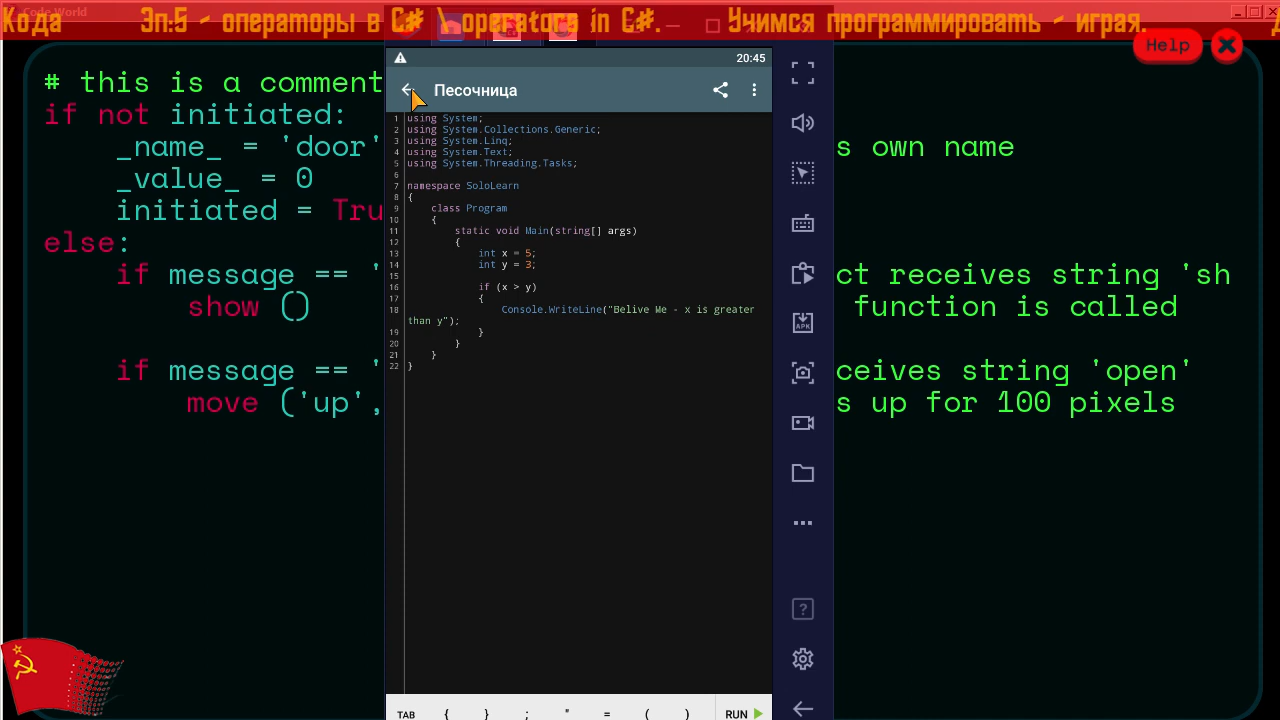 Code World
Кода Эп.5 - операторы в C# \ operators in C#. Учимся программировать - играя.
Help
# this is a comment
s own name
if not initiated:
_name_ = 'door'
_value_ = 0
initiated = Tru
else:
if message == '
ct receives string 'sh
show ()
function is called
if message == '
ceives string 'open'
move ('up',
s up for 100 pixels
20:45
Песочница
1 using System;
2 using System.Collections.Generic;
3 using System.Linq;
4 using System.Text;
5 using System.Threading.Tasks;
6
7 namespace SoloLearn
8 {
9 class Program
10 {
11 static void Main(string[] args)
12 {
13 int x = 5;
14 int y = 3;
15
16 if (x > y)
17 {
18 Console.WriteLine("Belive Me - x is greater
than y");
19 }
20 }
21 }
22 }
APK
?
TAB { } ; " = ( ) RUN